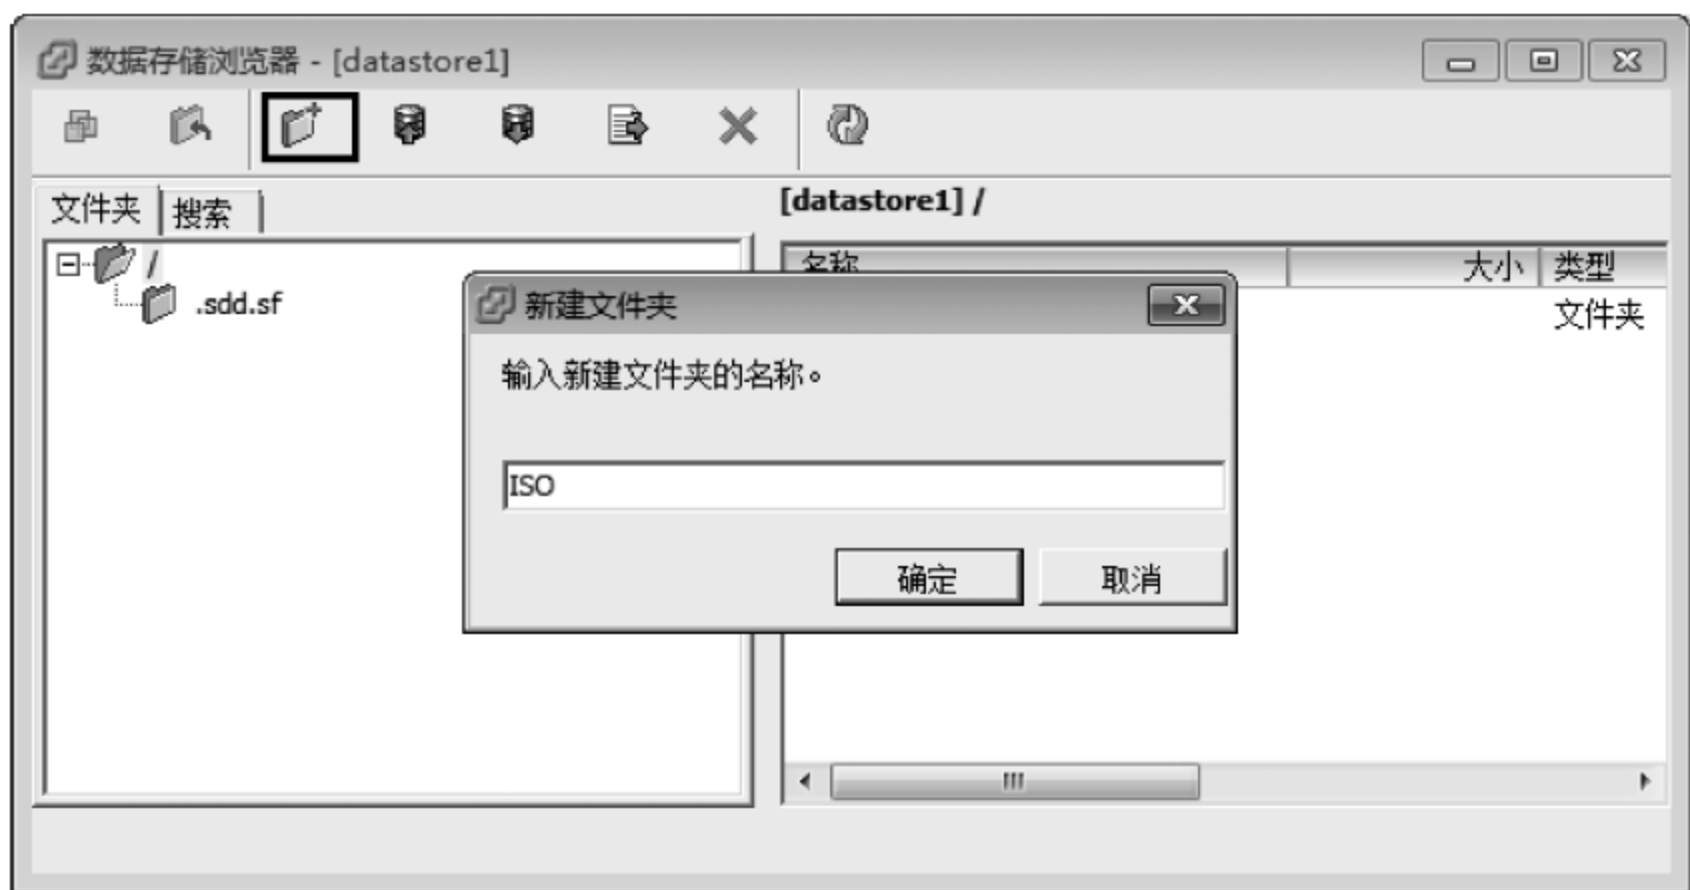 数据存储浏览器 - [datastore1]
文件夹 搜索
[datastore1] /
/
.sdd.sf
名称 大小 类型
文件夹
新建文件夹
输入新建文件夹的名称。
ISO
确定 取消